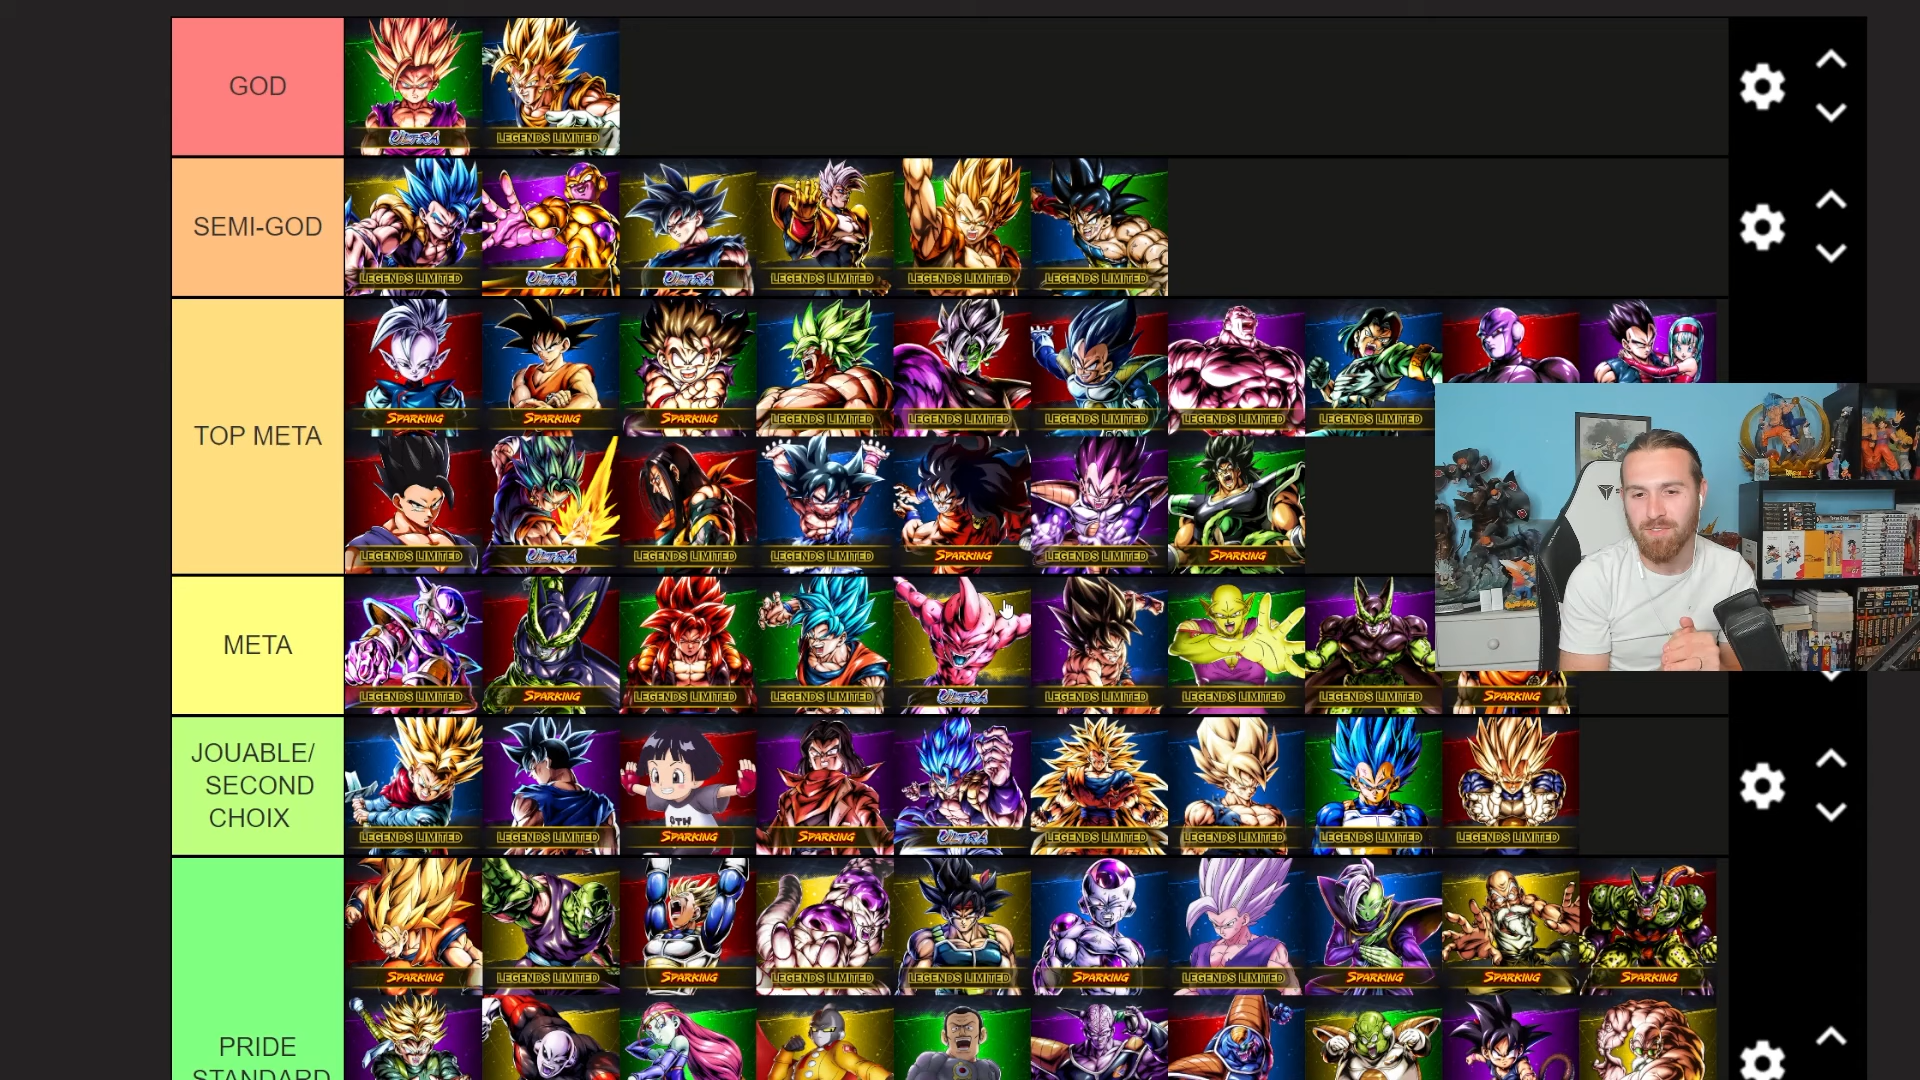 GOD
ULTRA LEGENDS LIMITED
SEMI-GOD
LEGENDS LIMITED ULTRA ULTRA LEGENDS LIMITED LEGENDS LIMITED LEGENDS LIMITED
TOP META
SPARKING SPARKING SPARKING LEGENDS LIMITED LEGENDS LIMITED LEGENDS LIMITED LEGENDS LIMITED LEGENDS LIMITED
LEGENDS LIMITED ULTRA LEGENDS LIMITED LEGENDS LIMITED SPARKING LEGENDS LIMITED SPARKING
META
LEGENDS LIMITED SPARKING LEGENDS LIMITED LEGENDS LIMITED ULTRA LEGENDS LIMITED LEGENDS LIMITED LEGENDS LIMITED SPARKING
JOUABLE/
SECOND
CHOIX
LEGENDS LIMITED LEGENDS LIMITED SPARKING SPARKING ULTRA LEGENDS LIMITED LEGENDS LIMITED LEGENDS LIMITED LEGENDS LIMITED
SPARKING LEGENDS LIMITED SPARKING LEGENDS LIMITED LEGENDS LIMITED SPARKING LEGENDS LIMITED SPARKING SPARKING SPARKING
PRIDE
STANDARD